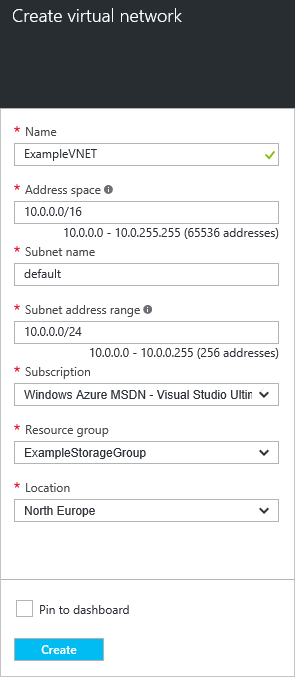 Create virtual network
* Name
ExampleVNET
* Address space
10.0.0.0/16
10.0.0.0 - 10.0.255.255 (65536 addresses)
* Subnet name
default
* Subnet address range
10.0.0.0/24
10.0.0.0 - 10.0.0.255 (256 addresses)
* Subscription
Windows Azure MSDN - Visual Studio Ultin
* Resource group
ExampleStorageGroup
* Location
North Europe
Pin to dashboard
Create